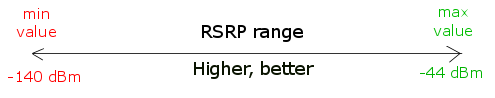 min
value
RSRP range
max
value
-140 dBm
Higher, better
-44 dBm